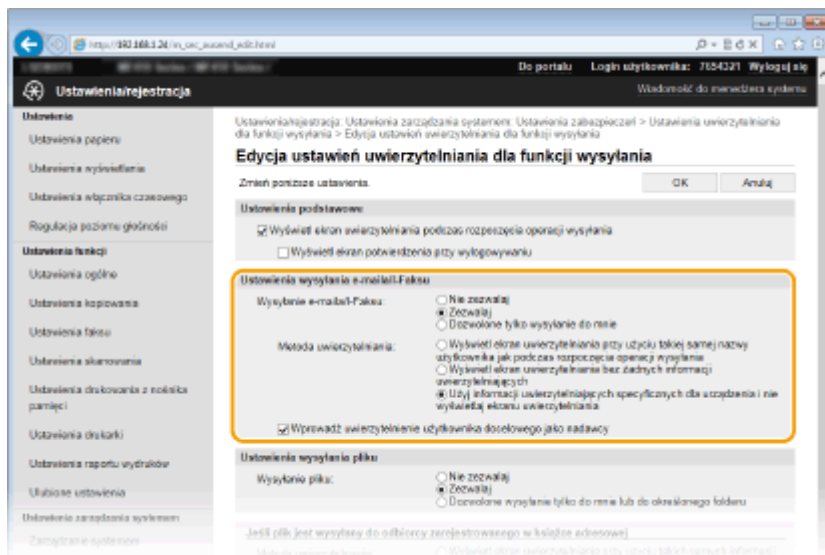 http://192.168.1.24/m_sec_ausend_edit.html
Do portalu Login użytkownika: 7654321 Wyloguj się
Ustawienia/rejestracja
Wiadomość do menedżera systemu
Ustawienia
Ustawienia papieru
Ustawienia wyświetlania
Ustawienia włącznika czasowego
Regulacja poziomu głośności
Ustawienia funkcji
Ustawienia ogólne
Ustawienia kopiowania
Ustawienia faksu
Ustawienia skanowania
Ustawienia drukowania z nośnika
pamięci
Ustawienia drukarki
Ustawienia raportu wydruków
Ulubione ustawienia
Ustawienia zarządzania systemem
Zarządzanie systemem
Ustawienia/rejestracja: Ustawienia zarządzania systemem: Ustawienia zabezpieczeń > Ustawienia uwierzytelniania
dla funkcji wysyłania > Edycja ustawień uwierzytelniania dla funkcji wysyłania
Edycja ustawień uwierzytelniania dla funkcji wysyłania
Zmień poniższe ustawienia.
OK
Anuluj
Ustawienia podstawowe
Wyświetl ekran uwierzytelniania podczas rozpoczęcia operacji wysyłania
Wyświetl ekran potwierdzenia przy wylogowywaniu
Ustawienia wysyłania e-maila/I-Faksu
Wysyłanie e-maila/I-Faksu:
Nie zezwalaj
Zezwalaj
Dozwolone tylko wysyłanie do mnie
Metoda uwierzytelniania:
Wyświetl ekran uwierzytelniania przy użyciu takiej samej nazwy
użytkownika jak podczas rozpoczęcia operacji wysyłania
Wyświetl ekran uwierzytelniania bez żadnych informacji
uwierzytelniających
Użyj informacji uwierzytelniających specyficznych dla urządzenia i nie
wyświetlaj ekranu uwierzytelniania
Wprowadź uwierzytelnienie użytkownika docelowego jako nadawcy
Ustawienia wysyłania pliku
Wysyłanie pliku:
Nie zezwalaj
Zezwalaj
Dozwolone wysyłanie tylko do mnie lub do określonego folderu
Jeśli plik jest wysyłany do odbiorcy zarejestrowanego w książce adresowej